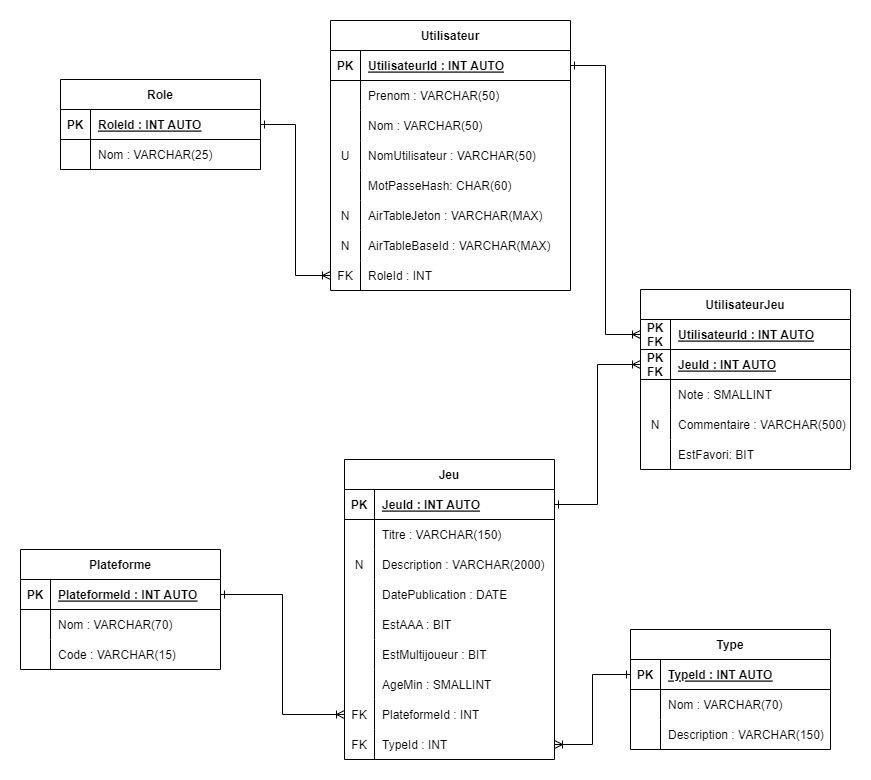 Utilisateur
PK UtilisateurId : INT AUTO
Prenom : VARCHAR(50)
Nom : VARCHAR(50)
U NomUtilisateur : VARCHAR(50)
MotPasseHash: CHAR(60)
N AirTableJeton : VARCHAR(MAX)
N AirTableBaseId : VARCHAR(MAX)
FK RoleId : INT
Role
PK RoleId : INT AUTO
Nom : VARCHAR(25)
UtilisateurJeu
PK
FK UtilisateurId : INT AUTO
PK
FK JeuId : INT AUTO
Note : SMALLINT
N Commentaire : VARCHAR(500)
EstFavori: BIT
Jeu
PK JeuId : INT AUTO
Titre : VARCHAR(150)
N Description : VARCHAR(2000)
DatePublication : DATE
EstAAA : BIT
EstMultijoueur : BIT
AgeMin : SMALLINT
FK PlateformeId : INT
FK TypeId : INT
Plateforme
PK PlateformeId : INT AUTO
Nom : VARCHAR(70)
Code : VARCHAR(15)
Type
PK TypeId : INT AUTO
Nom : VARCHAR(70)
Description : VARCHAR(150)